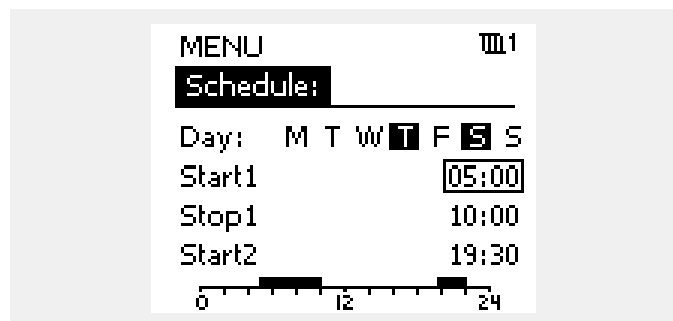 MENU 1
Schedule:
Day: M T W T F S S
Start1 05:00
Stop1 10:00
Start2 19:30
0 12 24